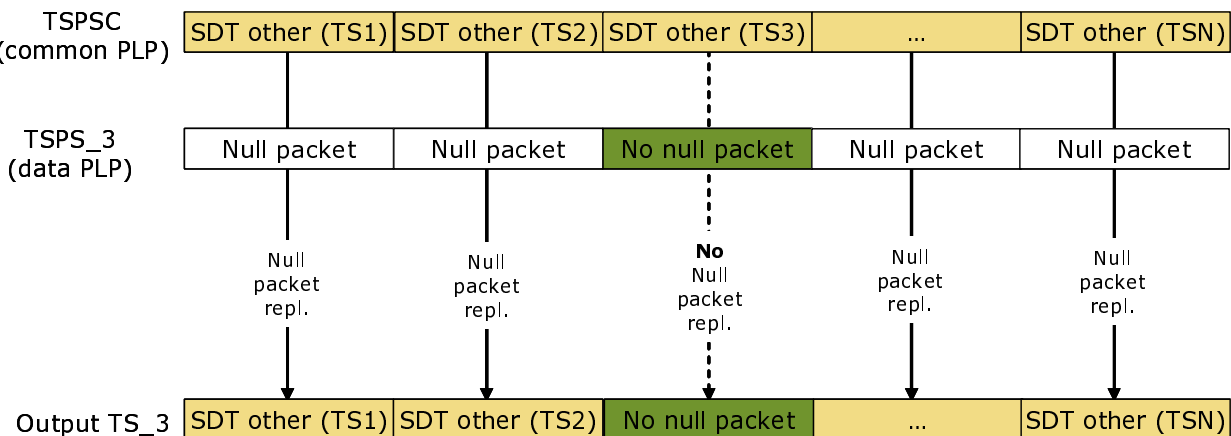 TSPSC
(common PLP)
SDT other (TS1) SDT other (TS2) SDT other (TS3) ... SDT other (TSN)
TSPS_3
(data PLP)
Null packet Null packet No null packet Null packet Null packet
Null
packet
repl.
Null
packet
repl.
No
Null
packet
repl.
Null
packet
repl.
Null
packet
repl.
Output TS_3
SDT other (TS1) SDT other (TS2) No null packet ... SDT other (TSN)